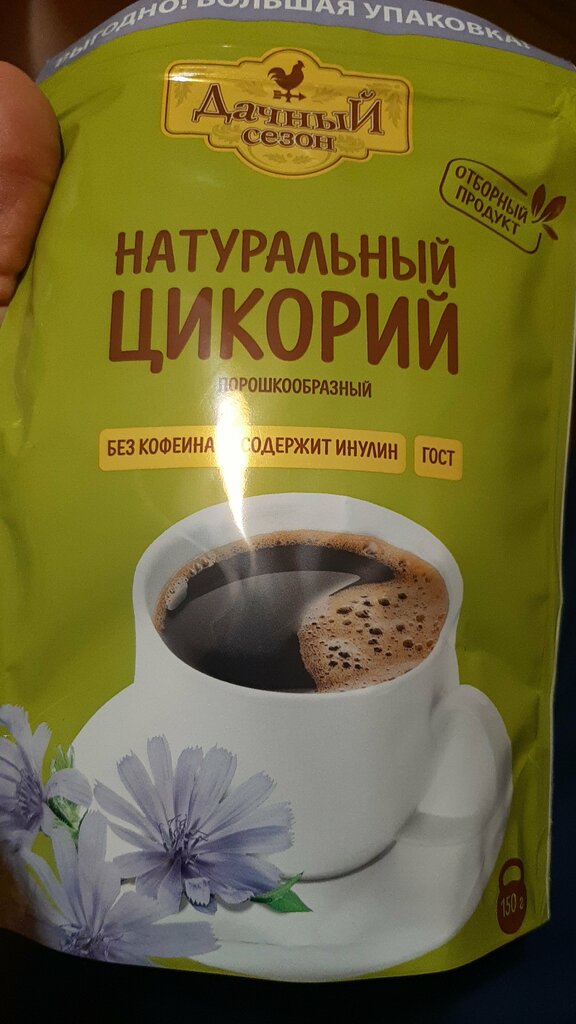 ВЫГОДНО! БОЛЬШАЯ УПАКОВКА!
Дачный
сезон
ОТБОРНЫЙ
ПРОДУКТ
НАТУРАЛЬНЫЙ
ЦИКОРИЙ
ПОРОШКООБРАЗНЫЙ
БЕЗ КОФЕИНА СОДЕРЖИТ ИНУЛИН ГОСТ
150 г